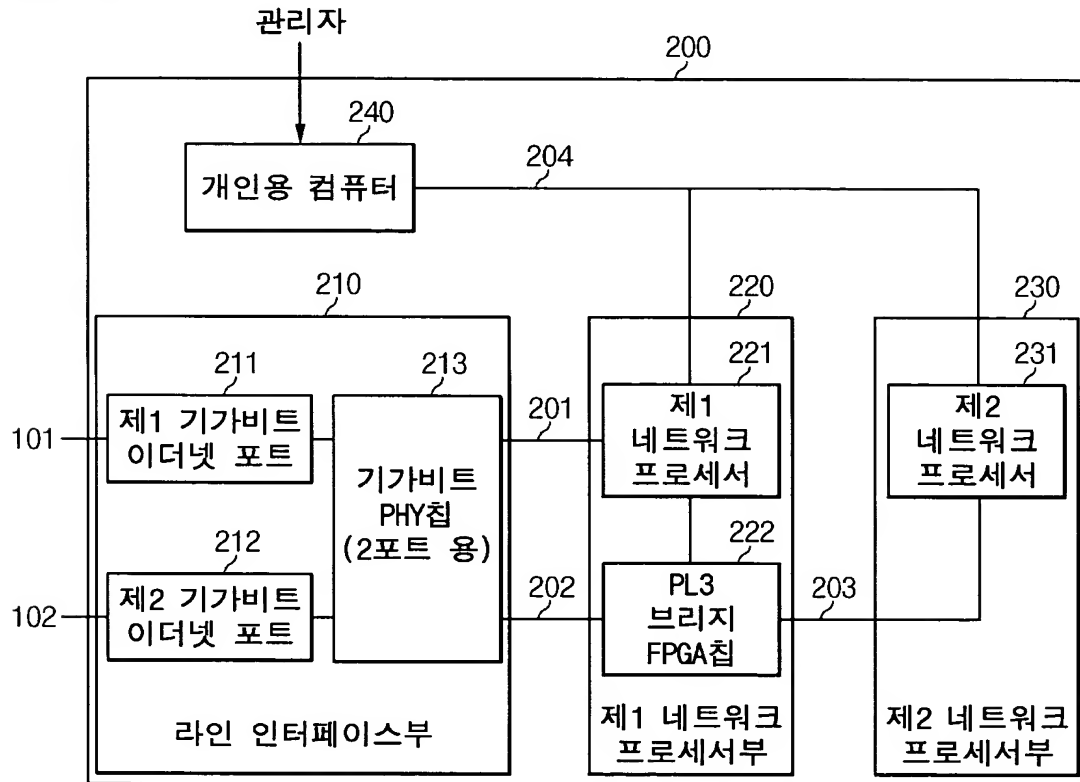 관리자
200
240
개인용 컴퓨터
204
210
220
230
211
213
221
231
101
제1 기가비트
이더넷 포트
201
제1
네트워크
프로세서
제2
네트워크
프로세서
기가비트
PHY칩
(2포트 용)
212
222
102
제2 기가비트
이더넷 포트
202
PL3
브리지
FPGA칩
203
라인 인터페이스부
제1 네트워크
프로세서부
제2 네트워크
프로세서부